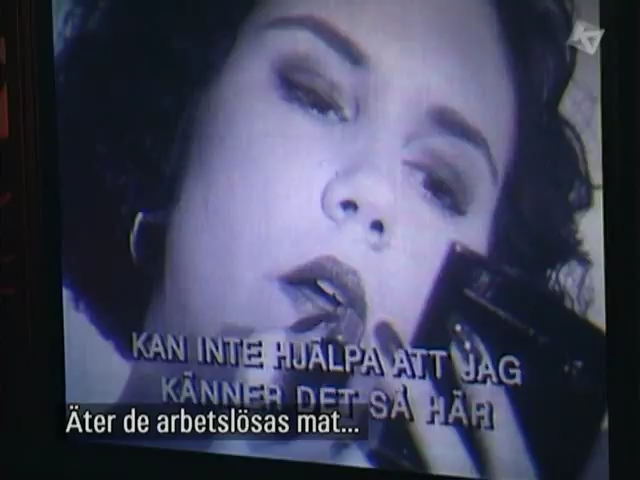 KAN INTE HJÄLPA ATT JAG
KÄNNER DET SÅ HÄR
Äter de arbetslösas mat...